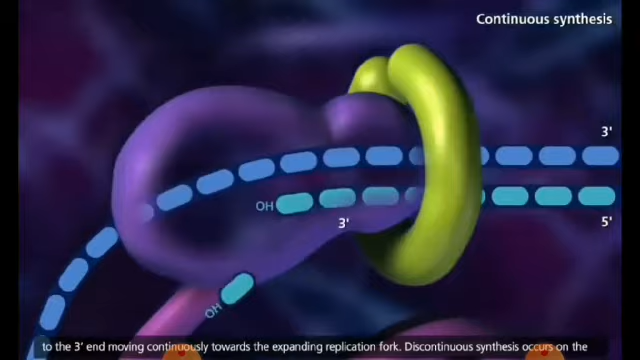 Continuous synthesis
3'
OH
3'
5'
OH
to the 3' end moving continuously towards the expanding replication fork. Discontinuous synthesis occurs on the